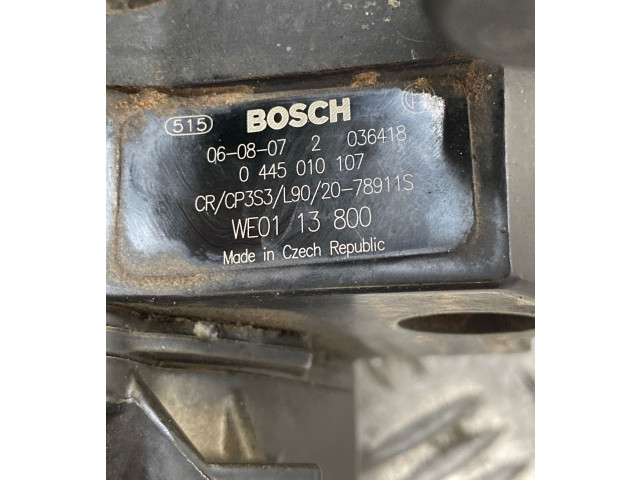 515 BOSCH
06-08-07 2 036418
0 445 010 107
CR/CP3S3/L90/20-78911S
WE01 13 800
Made in Czech Republic